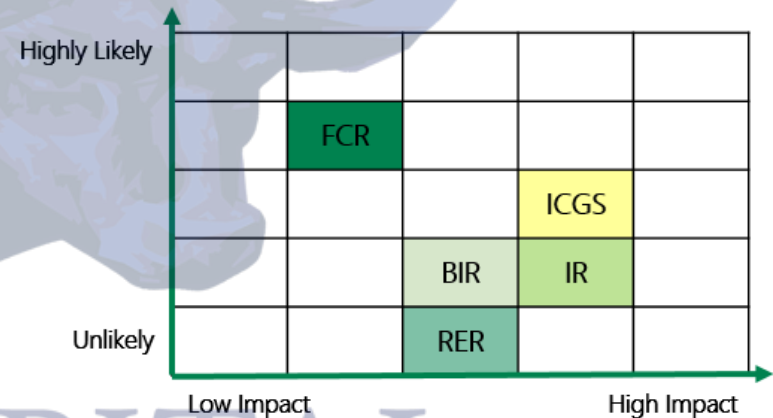 Highly Likely
FCR
ICGS
BIR IR
Unlikely RER
Low Impact High Impact